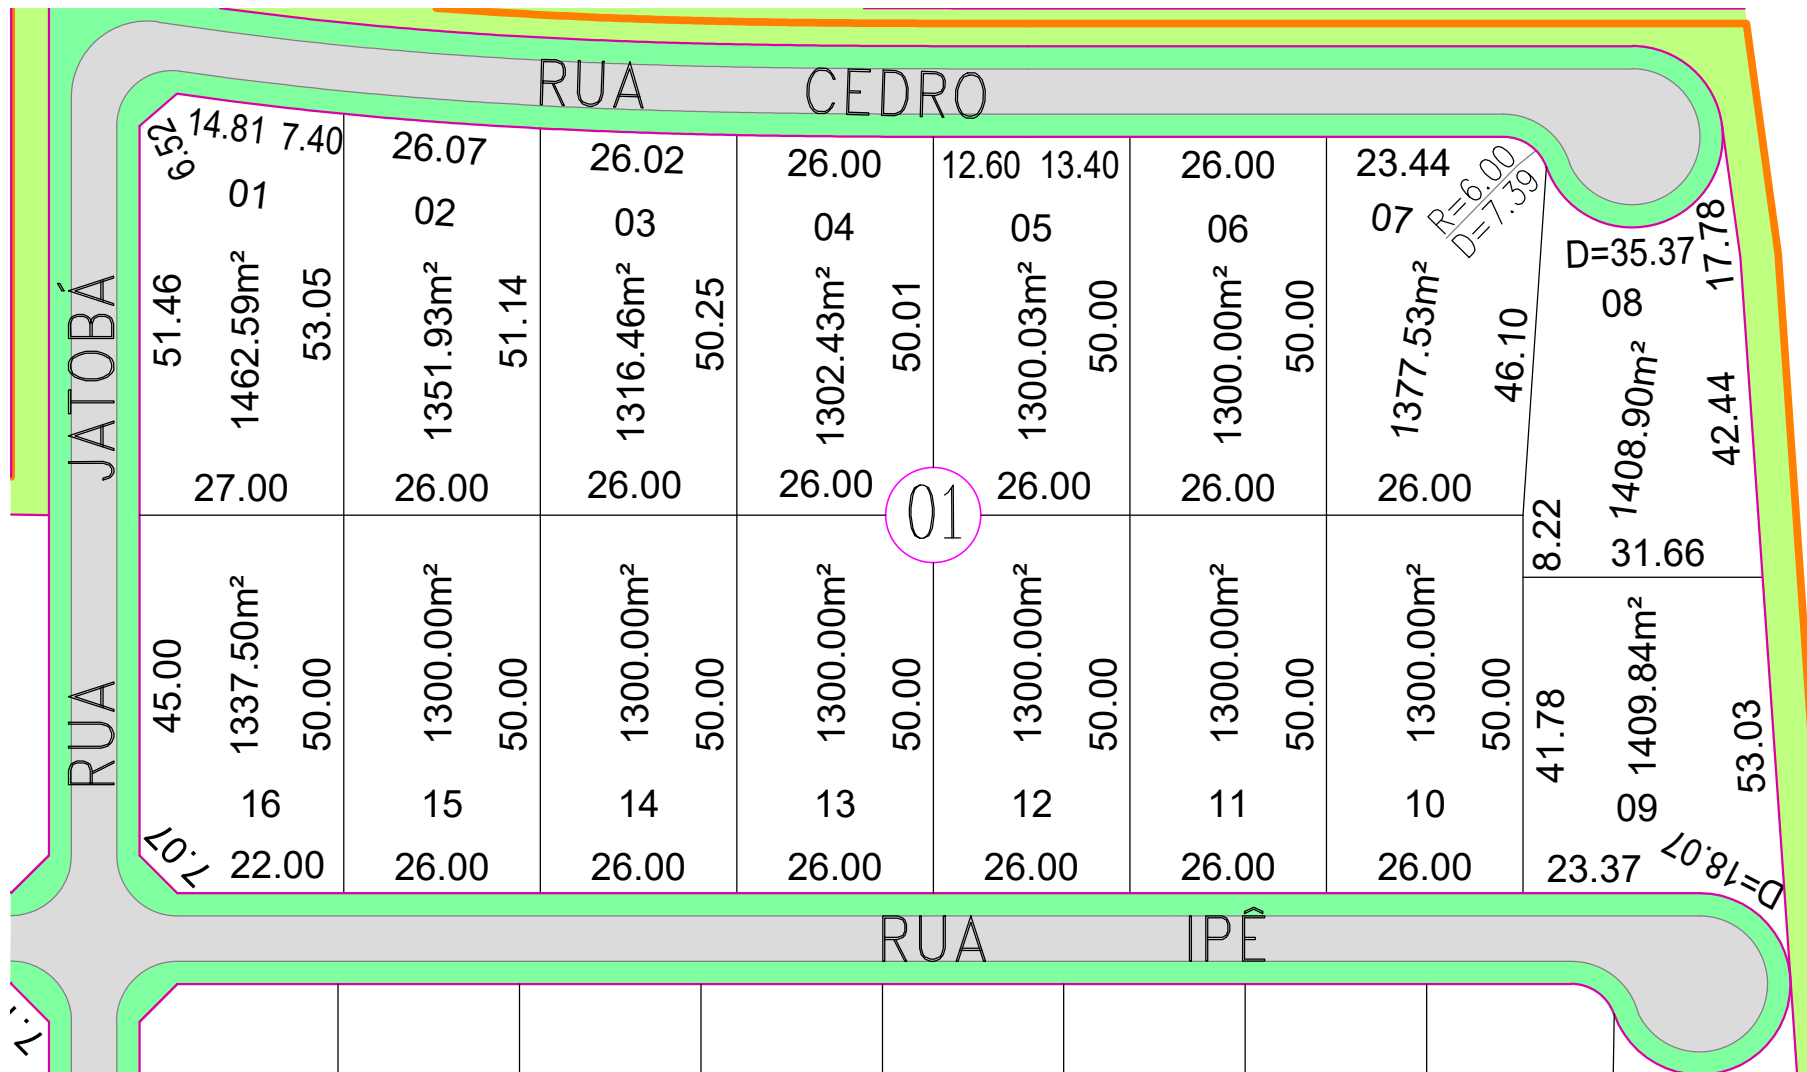 RUA CEDRO
RUA JATOBÁ
6.52
14.81 7.40
01
51.46
1462.59m²
53.05
27.00
26.07
02
1351.93m²
51.14
26.00
26.02
03
1316.46m²
50.25
26.00
26.00
04
1302.43m²
50.01
26.00
12.60 13.40
05
1300.03m²
50.00
26.00
26.00
06
1300.00m²
50.00
26.00
23.44
R=6.00
D=7.39
07
1377.53m²
46.10
26.00
D=35.37
17.78
08
1408.90m²
42.44
8.22
31.66
01
45.00
1337.50m²
50.00
16
7.07
22.00
1300.00m²
50.00
15
26.00
1300.00m²
50.00
14
26.00
1300.00m²
50.00
13
26.00
1300.00m²
50.00
12
26.00
1300.00m²
50.00
11
26.00
1300.00m²
50.00
10
26.00
41.78
1409.84m²
53.03
09
23.37
D=18.07
RUA IPÊ